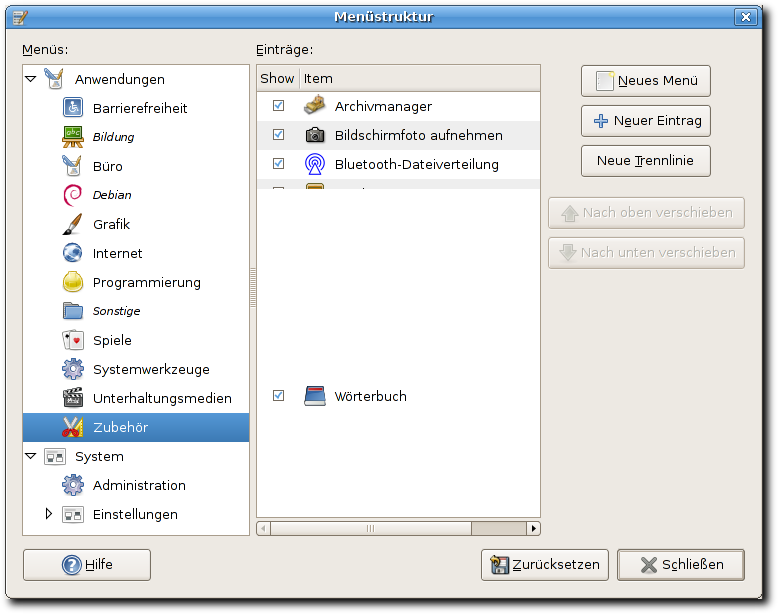 Menüstruktur
Menüs:
Anwendungen
Barrierefreiheit
Bildung
Büro
Debian
Grafik
Internet
Programmierung
Sonstige
Spiele
Systemwerkzeuge
Unterhaltungsmedien
Zubehör
System
Administration
Einstellungen
Einträge:
Show Item
Archivmanager
Bildschirmfoto aufnehmen
Bluetooth-Dateiverteilung
Wörterbuch
Neues Menü
Neuer Eintrag
Neue Trennlinie
Nach oben verschieben
Nach unten verschieben
Hilfe
Zurücksetzen
Schließen